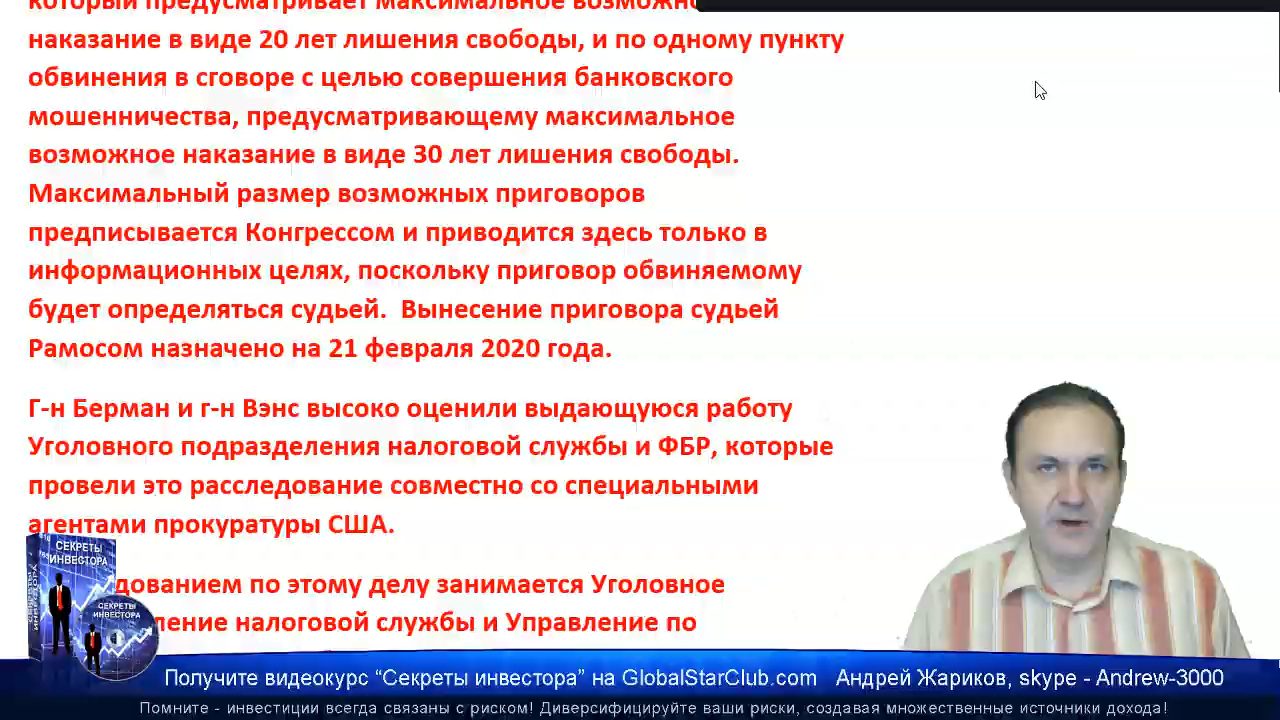 который предусматривает максимальное возможно
наказание в виде 20 лет лишения свободы, и по одному пункту
обвинения в сговоре с целью совершения банковского
мошенничества, предусматривающему максимальное
возможное наказание в виде 30 лет лишения свободы.
Максимальный размер возможных приговоров
предписывается Конгрессом и приводится здесь только в
информационных целях, поскольку приговор обвиняемому
будет определяться судьей. Вынесение приговора судьей
Рамосом назначено на 21 февраля 2020 года.
Г-н Берман и г-н Вэнс высоко оценили выдающуюся работу
Уголовного подразделения налоговой службы и ФБР, которые
провели это расследование совместно со специальными
агентами прокуратуры США.
дованием по этому делу занимается Уголовное
ление налоговой службы и Управление по
СЕКРЕТЫ
ИНВЕСТОРА
СЕКРЕТЫ
ИНВЕСТОРА
Получите видеокурс “Секреты инвестора” на GlobalStarClub.com Андрей Жариков, skype - Andrew-3000
Помните - инвестиции всегда связаны с риском! Диверсифицируйте ваши риски, создавая множественные источники дохода!